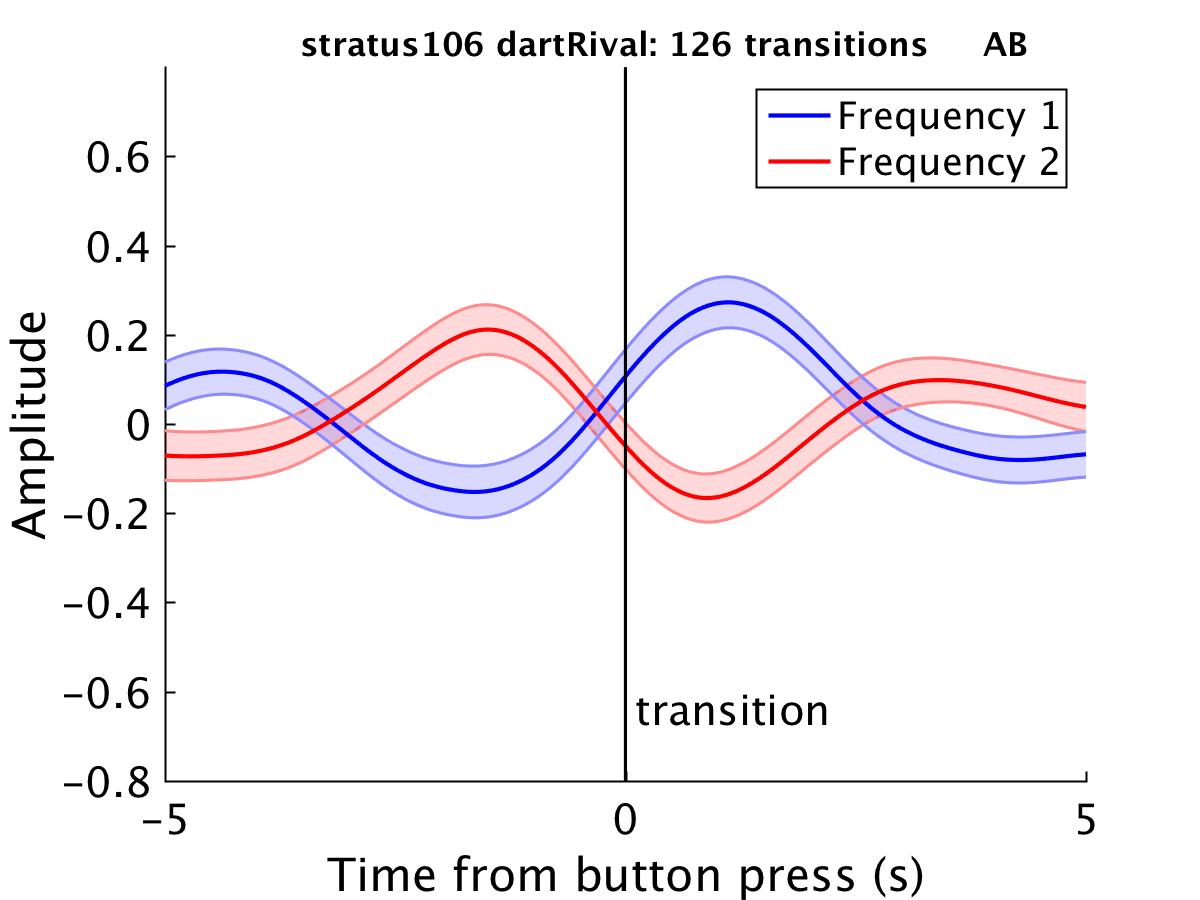 stratus106 dartRival: 126 transitions AB
Frequency 1
Frequency 2
0.6
0.4
0.2
0
−0.2
−0.4
−0.6
−0.8
Amplitude
transition
−5 0 5
Time from button press (s)